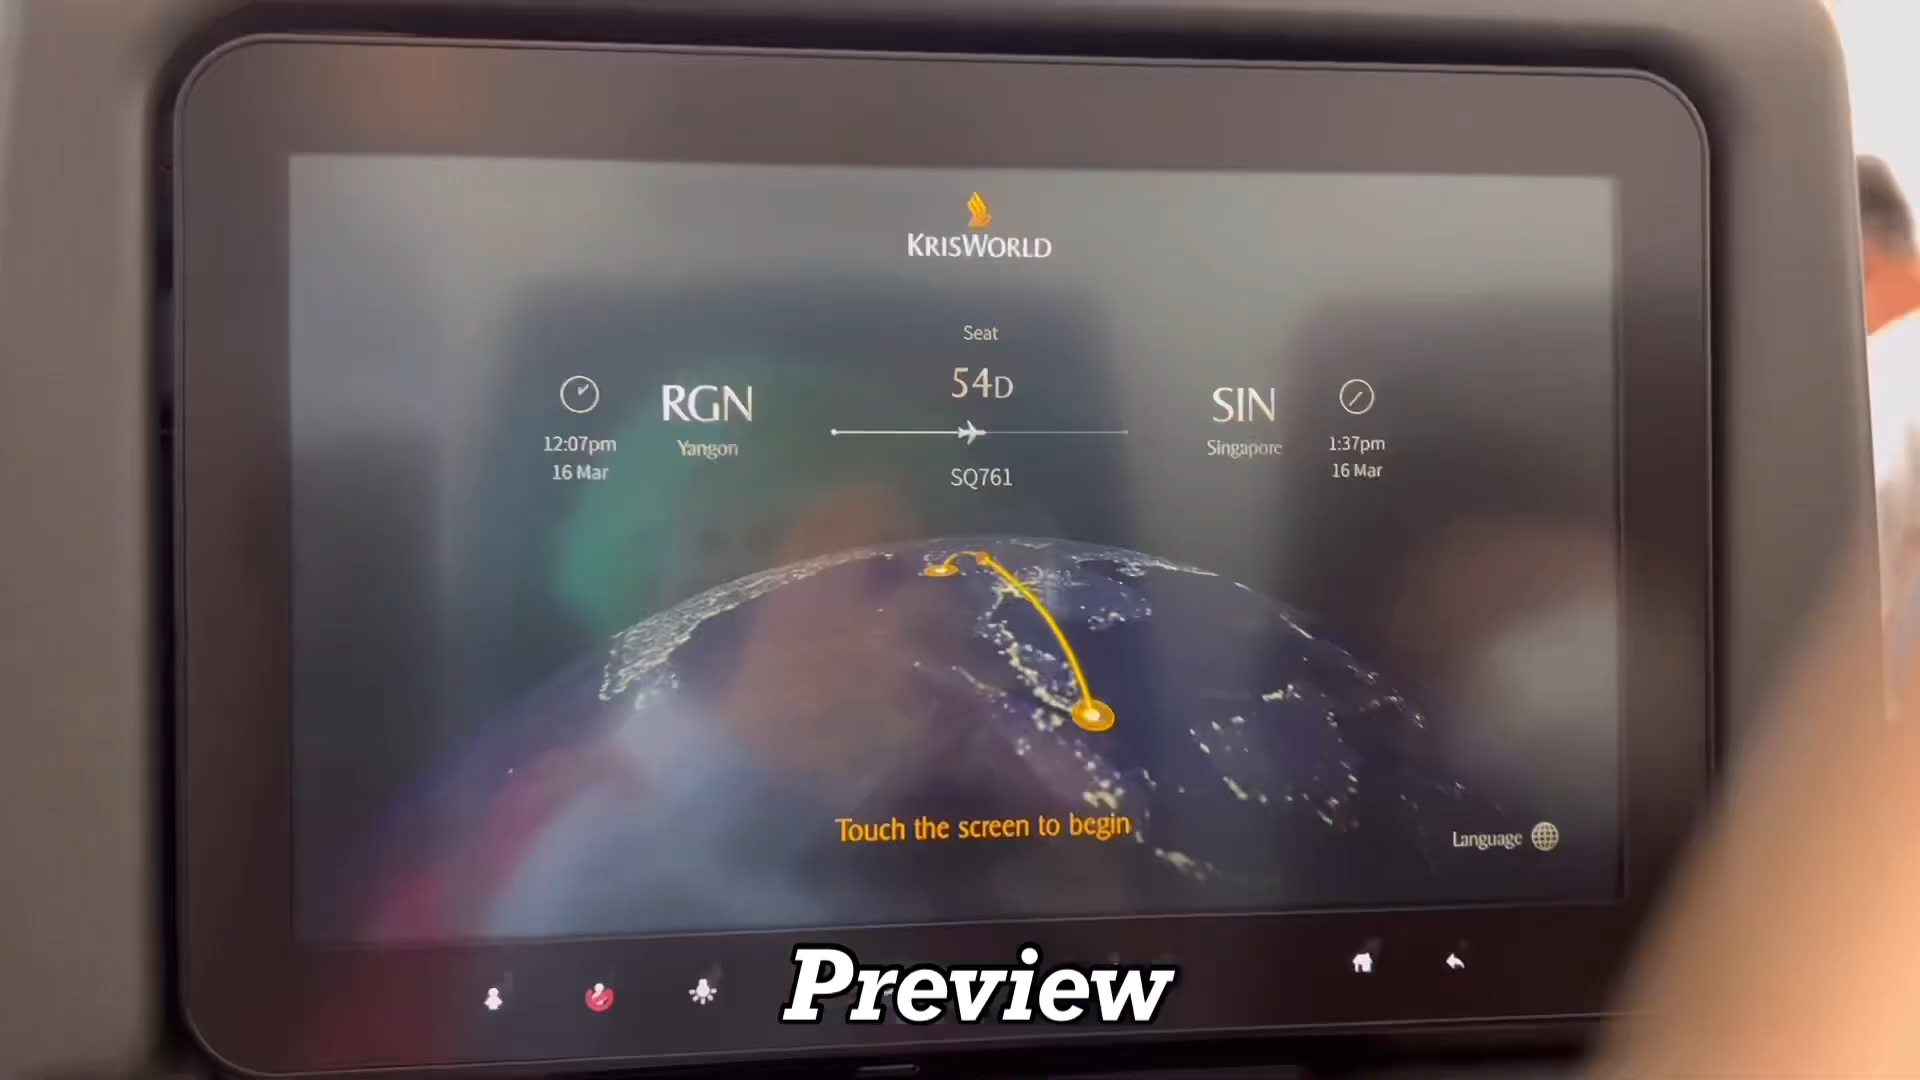 KRISWORLD
Seat
54D
RGN
Yangon
12:07pm
16 Mar
SQ761
SIN
Singapore
1:37pm
16 Mar
Touch the screen to begin
Language
Preview